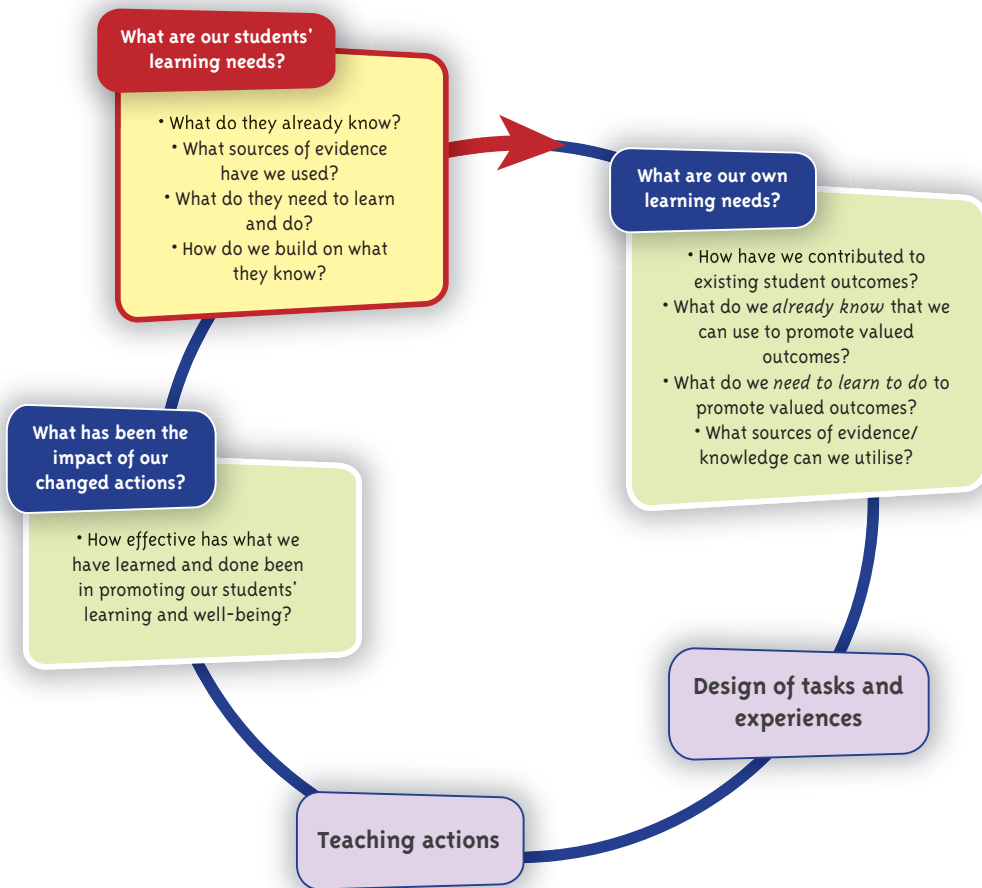 What are our students'
learning needs?
• What do they already know?
• What sources of evidence
have we used?
• What do they need to learn
and do?
• How do we build on what
they know?
What are our own
learning needs?
• How have we contributed to
existing student outcomes?
• What do we already know that we
can use to promote valued
outcomes?
• What do we need to learn to do to
promote valued outcomes?
• What sources of evidence/
knowledge can we utilise?
Design of tasks and
experiences
Teaching actions
What has been the
impact of our
changed actions?
• How effective has what we
have learned and done been
in promoting our students'
learning and well-being?